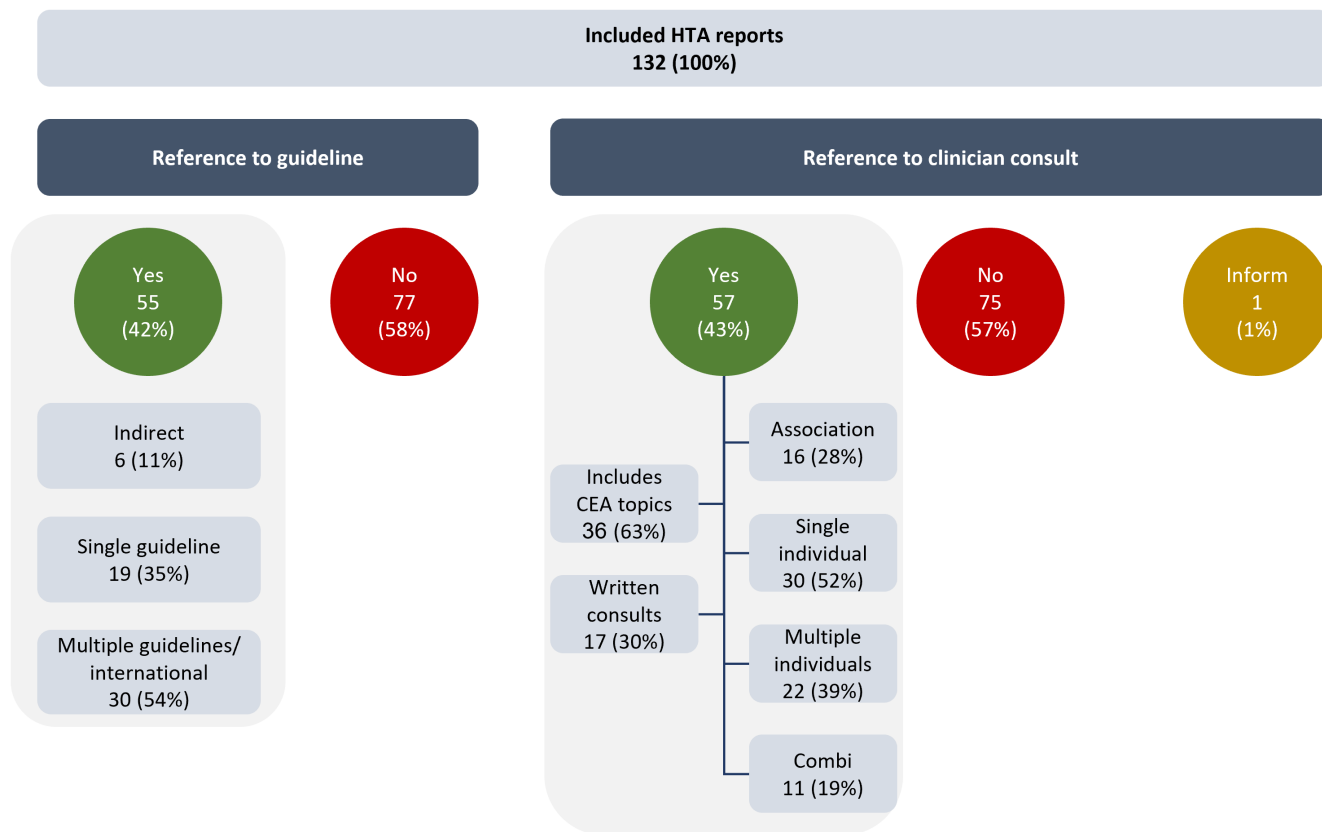 Included HTA reports
132 (100%)
Reference to guideline
Reference to clinician consult
Yes
55
(42%)
No
77
(58%)
Yes
57
(43%)
No
75
(57%)
Inform
1
(1%)
Indirect
6 (11%)
Single guideline
19 (35%)
Multiple guidelines/
international
30 (54%)
Includes
CEA topics
36 (63%)
Written
consults
17 (30%)
Association
16 (28%)
Single
individual
30 (52%)
Multiple
individuals
22 (39%)
Combi
11 (19%)